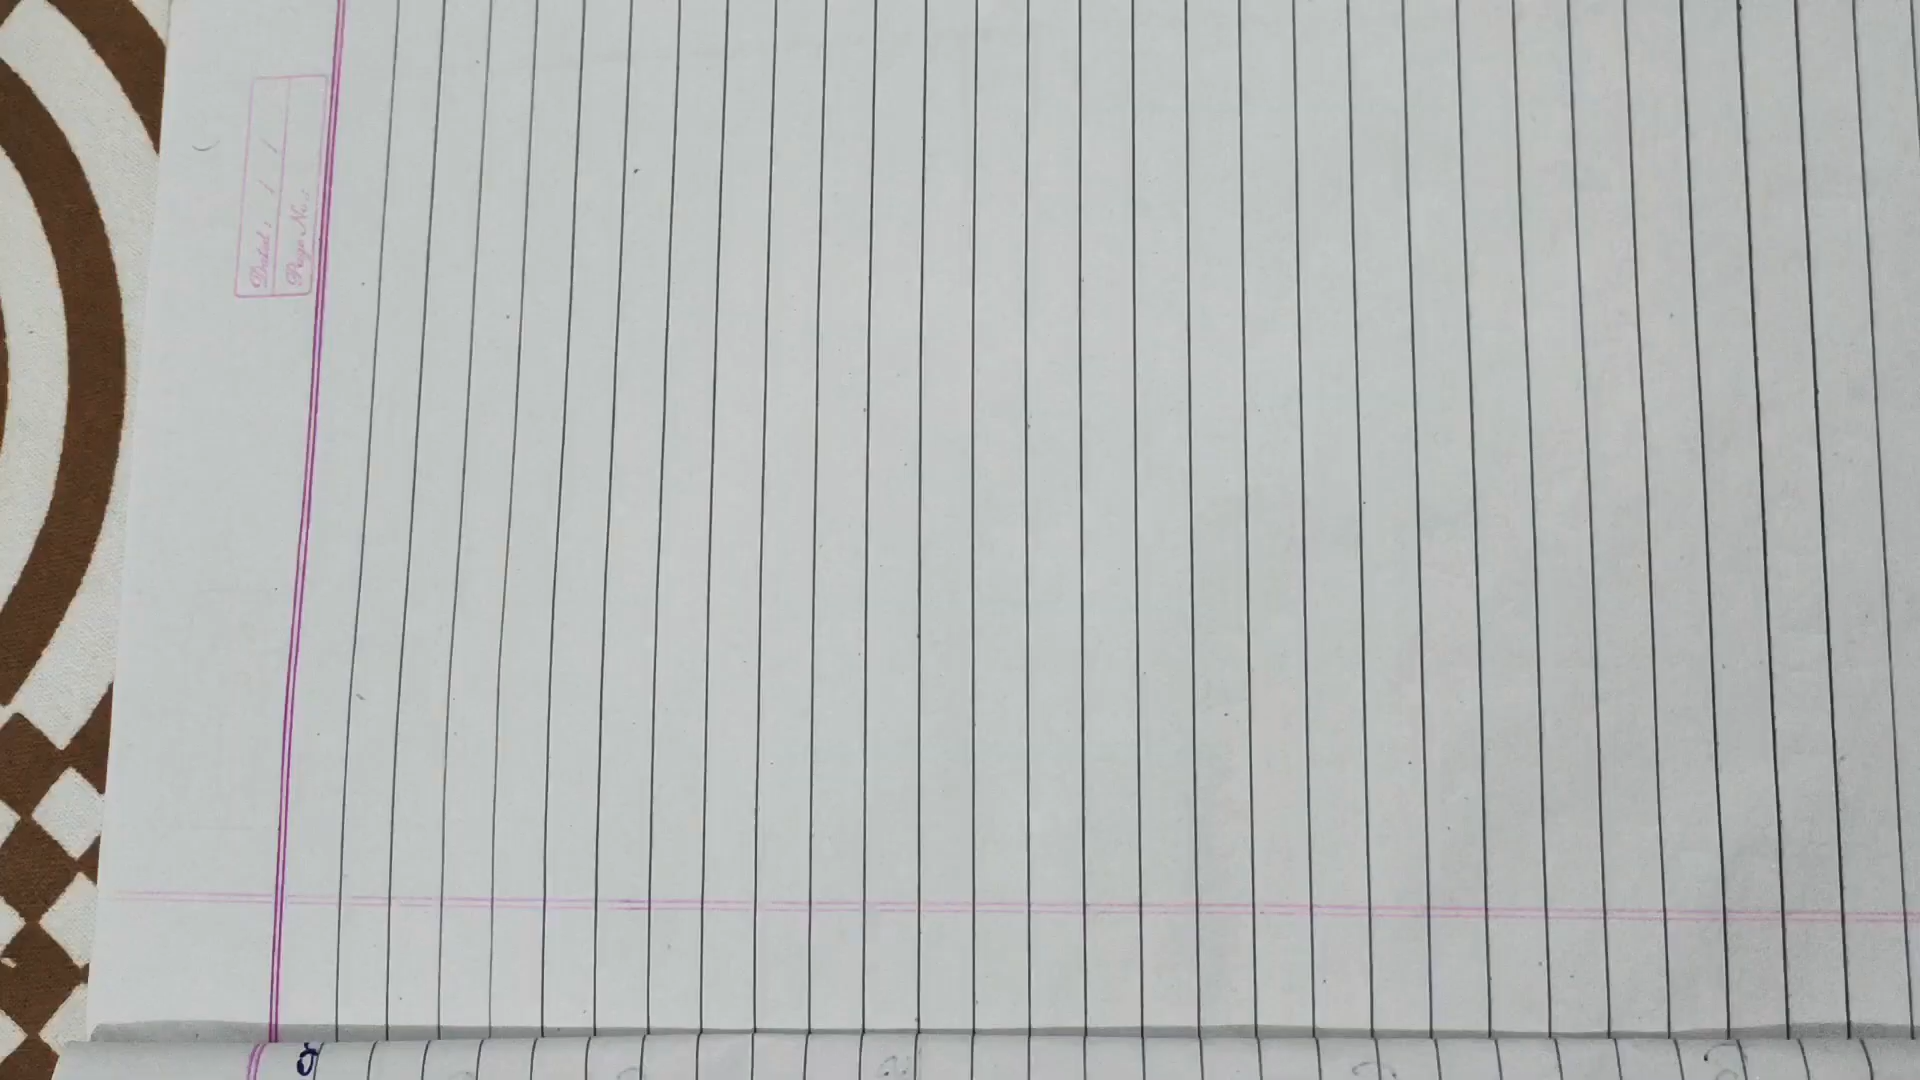 Dated : / /
Page No. :